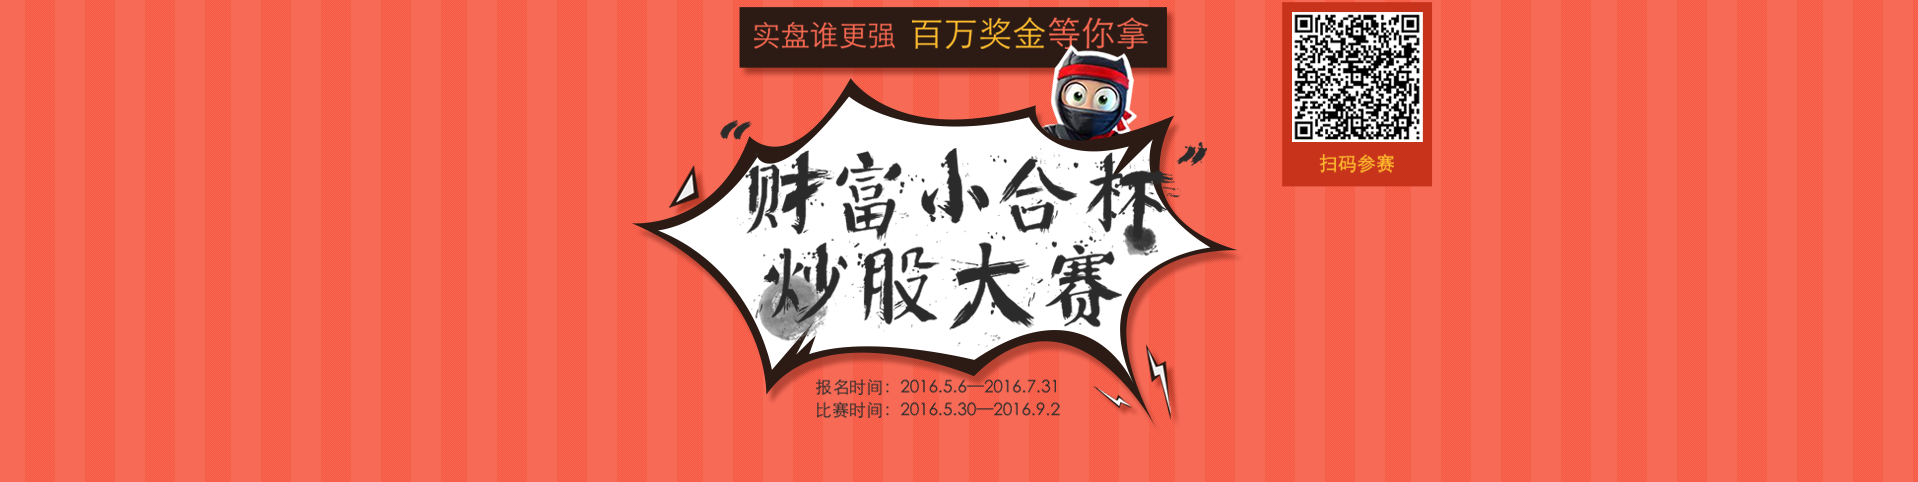 实盘谁更强 百万奖金等你拿
“财富小合杯
炒股大赛”
报名时间：2016.5.6—2016.7.31
比赛时间：2016.5.30—2016.9.2
扫码参赛